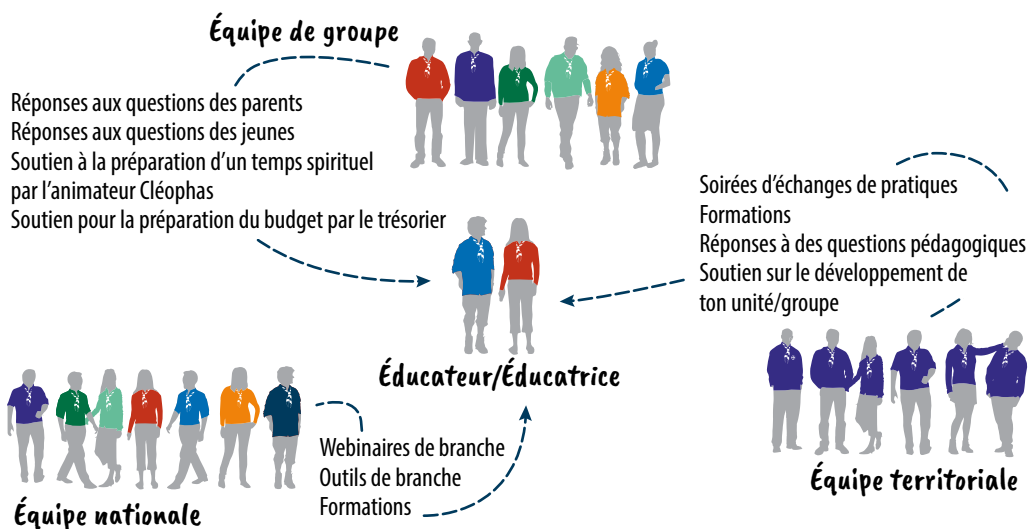 Équipe de groupe
Réponses aux questions des parents
Réponses aux questions des jeunes
Soutien à la préparation d'un temps spirituel
par l'animateur Cléophas
Soutien pour la préparation du budget par le trésorier
Soirées d'échanges de pratiques
Formations
Réponses à des questions pédagogiques
Soutien sur le développement de
ton unité/groupe
Éducateur/Éducatrice
Webinaires de branche
Outils de branche
Formations
Équipe nationale
Équipe territoriale